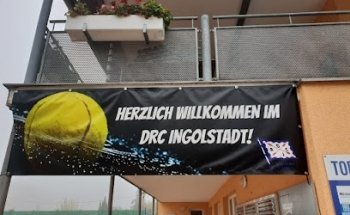 HERZLICH WILLKOMMEN IM
DRC INGOLSTADT!